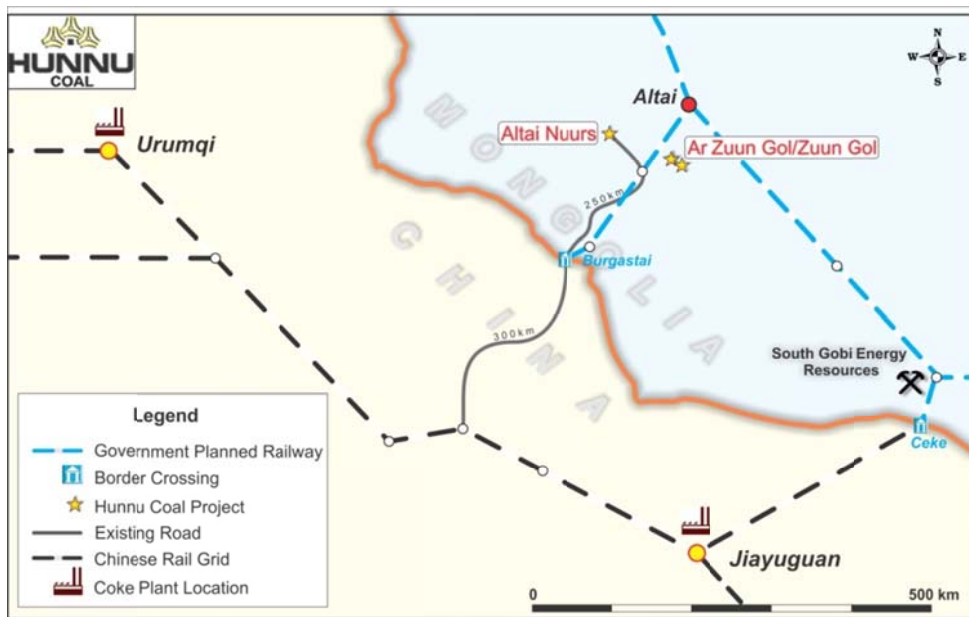 HUNNU
COAL
N
W
E
S
Altai
Urumqi
Altai Nuurs
Ar Zuun Gol/Zuun Gol
MONGOLIA
250km
Burgastai
CHINA
300km
South Gobi Energy
Resources
Ceke
Legend
Government Planned Railway
Border Crossing
Hunnu Coal Project
Existing Road
Chinese Rail Grid
Coke Plant Location
Jiayuguan
0
500 km